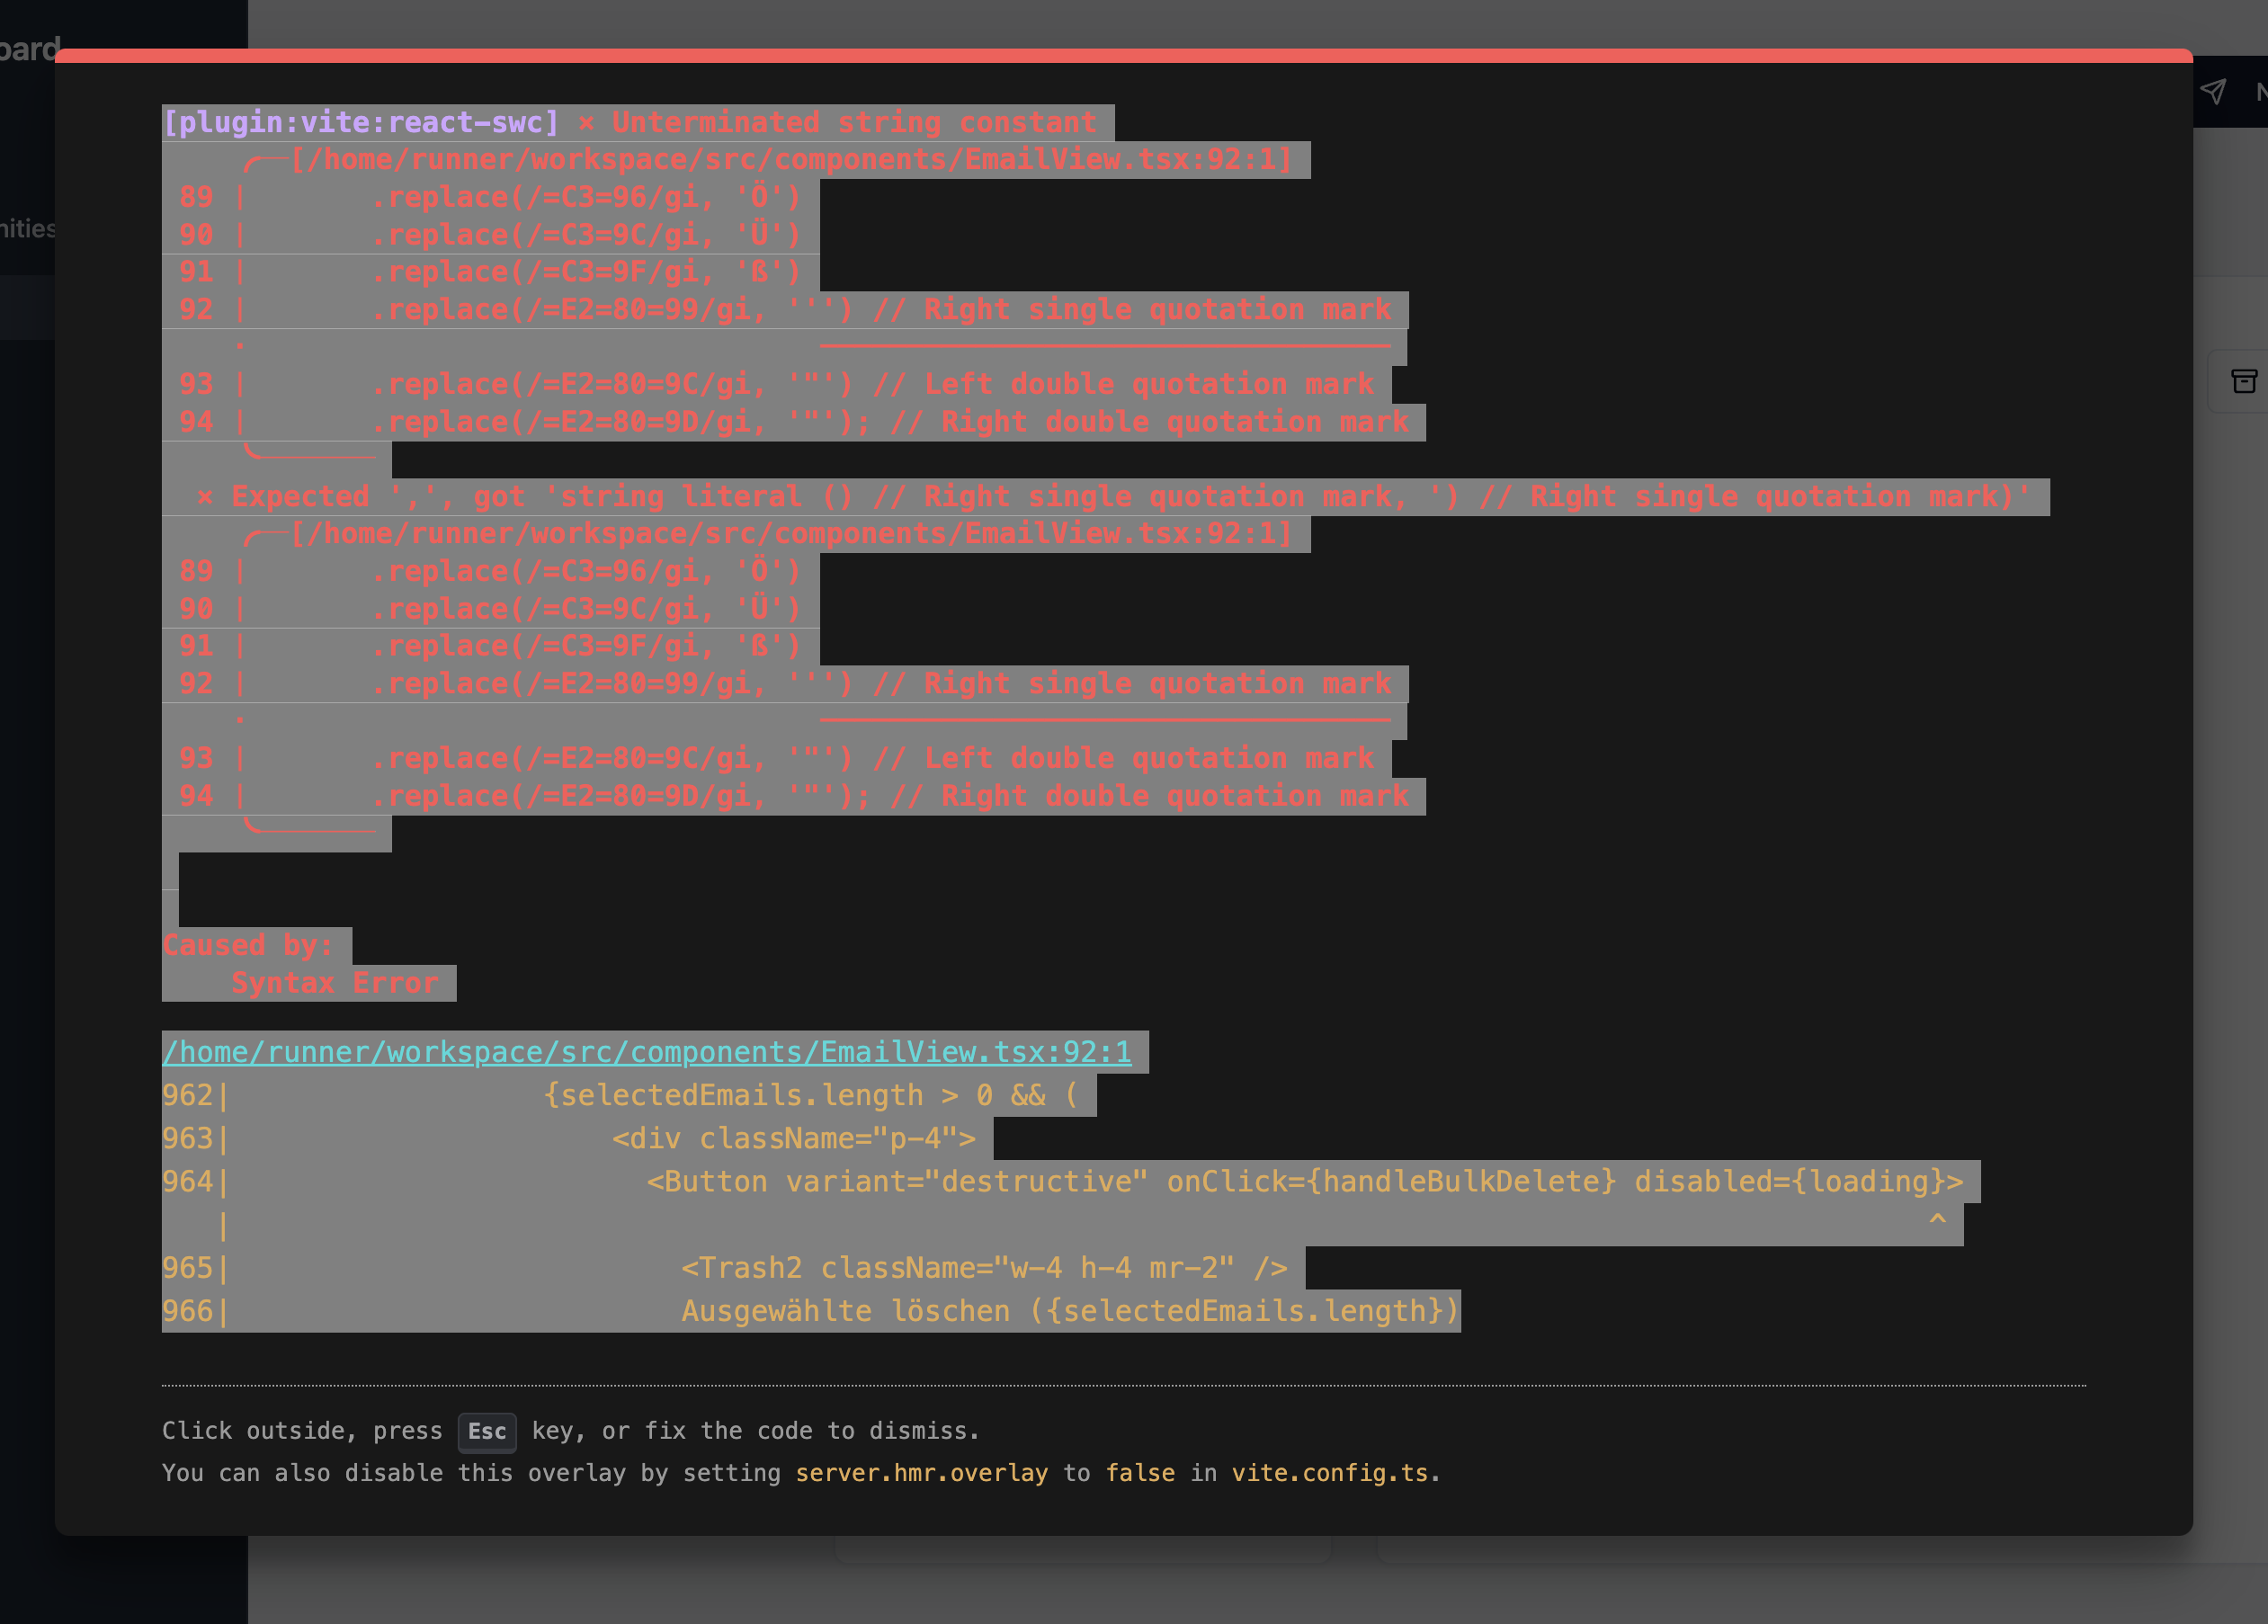 [plugin:vite:react-swc] × Unterminated string constant
╭─[/home/runner/workspace/src/components/EmailView.tsx:92:1]
89 │ .replace(/=C3=96/gi, 'Ö')
90 │ .replace(/=C3=9C/gi, 'Ü')
91 │ .replace(/=C3=9F/gi, 'ß')
92 │ .replace(/=E2=80=99/gi, ''') // Right single quotation mark
· ─────────────────────────────────
93 │ .replace(/=E2=80=9C/gi, '"') // Left double quotation mark
94 │ .replace(/=E2=80=9D/gi, '"'); // Right double quotation mark
╰────
× Expected ',', got 'string literal () // Right single quotation mark, ') // Right single quotation mark)'
╭─[/home/runner/workspace/src/components/EmailView.tsx:92:1]
89 │ .replace(/=C3=96/gi, 'Ö')
90 │ .replace(/=C3=9C/gi, 'Ü')
91 │ .replace(/=C3=9F/gi, 'ß')
92 │ .replace(/=E2=80=99/gi, ''') // Right single quotation mark
· ─────────────────────────────────
93 │ .replace(/=E2=80=9C/gi, '"') // Left double quotation mark
94 │ .replace(/=E2=80=9D/gi, '"'); // Right double quotation mark
╰────
Caused by:
Syntax Error
/home/runner/workspace/src/components/EmailView.tsx:92:1
962| {selectedEmails.length > 0 && (
963| <div className="p-4">
964| <Button variant="destructive" onClick={handleBulkDelete} disabled={loading}>
| ^
965| <Trash2 className="w-4 h-4 mr-2" />
966| Ausgewählte löschen ({selectedEmails.length})
Click outside, press Esc key, or fix the code to dismiss.
You can also disable this overlay by setting server.hmr.overlay to false in vite.config.ts.